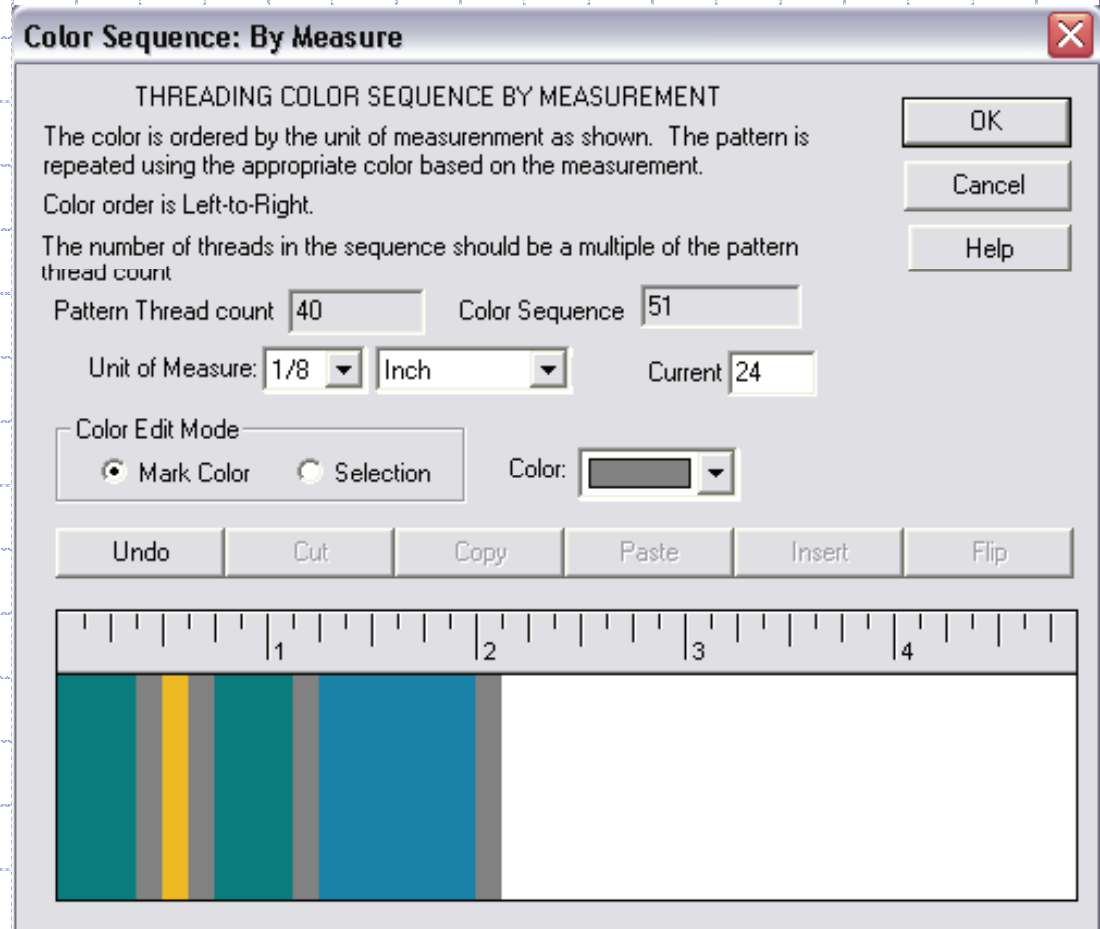 Color Sequence: By Measure
THREADING COLOR SEQUENCE BY MEASUREMENT
The color is ordered by the unit of measurenment as shown. The pattern is
repeated using the appropriate color based on the measurement.
Color order is Left-to-Right.
The number of threads in the sequence should be a multiple of the pattern
thread count
OK
Cancel
Help
Pattern Thread count 40 Color Sequence 51
Unit of Measure: 1/8 Inch Current 24
Color Edit Mode
Mark Color Selection Color:
Undo Cut Copy Paste Insert Flip
1 2 3 4